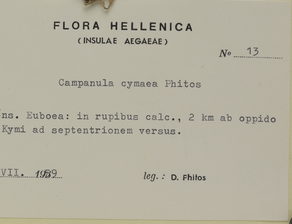 FLORA HELLENICA
(INSULAE AEGAEAE)
No 13
Campanula cymaea Phitos
ns. Euboea: in rupibus calc., 2 km ab oppido
Kymi ad septentrionem versus.
VII. 1969
leg.: D. Phitos